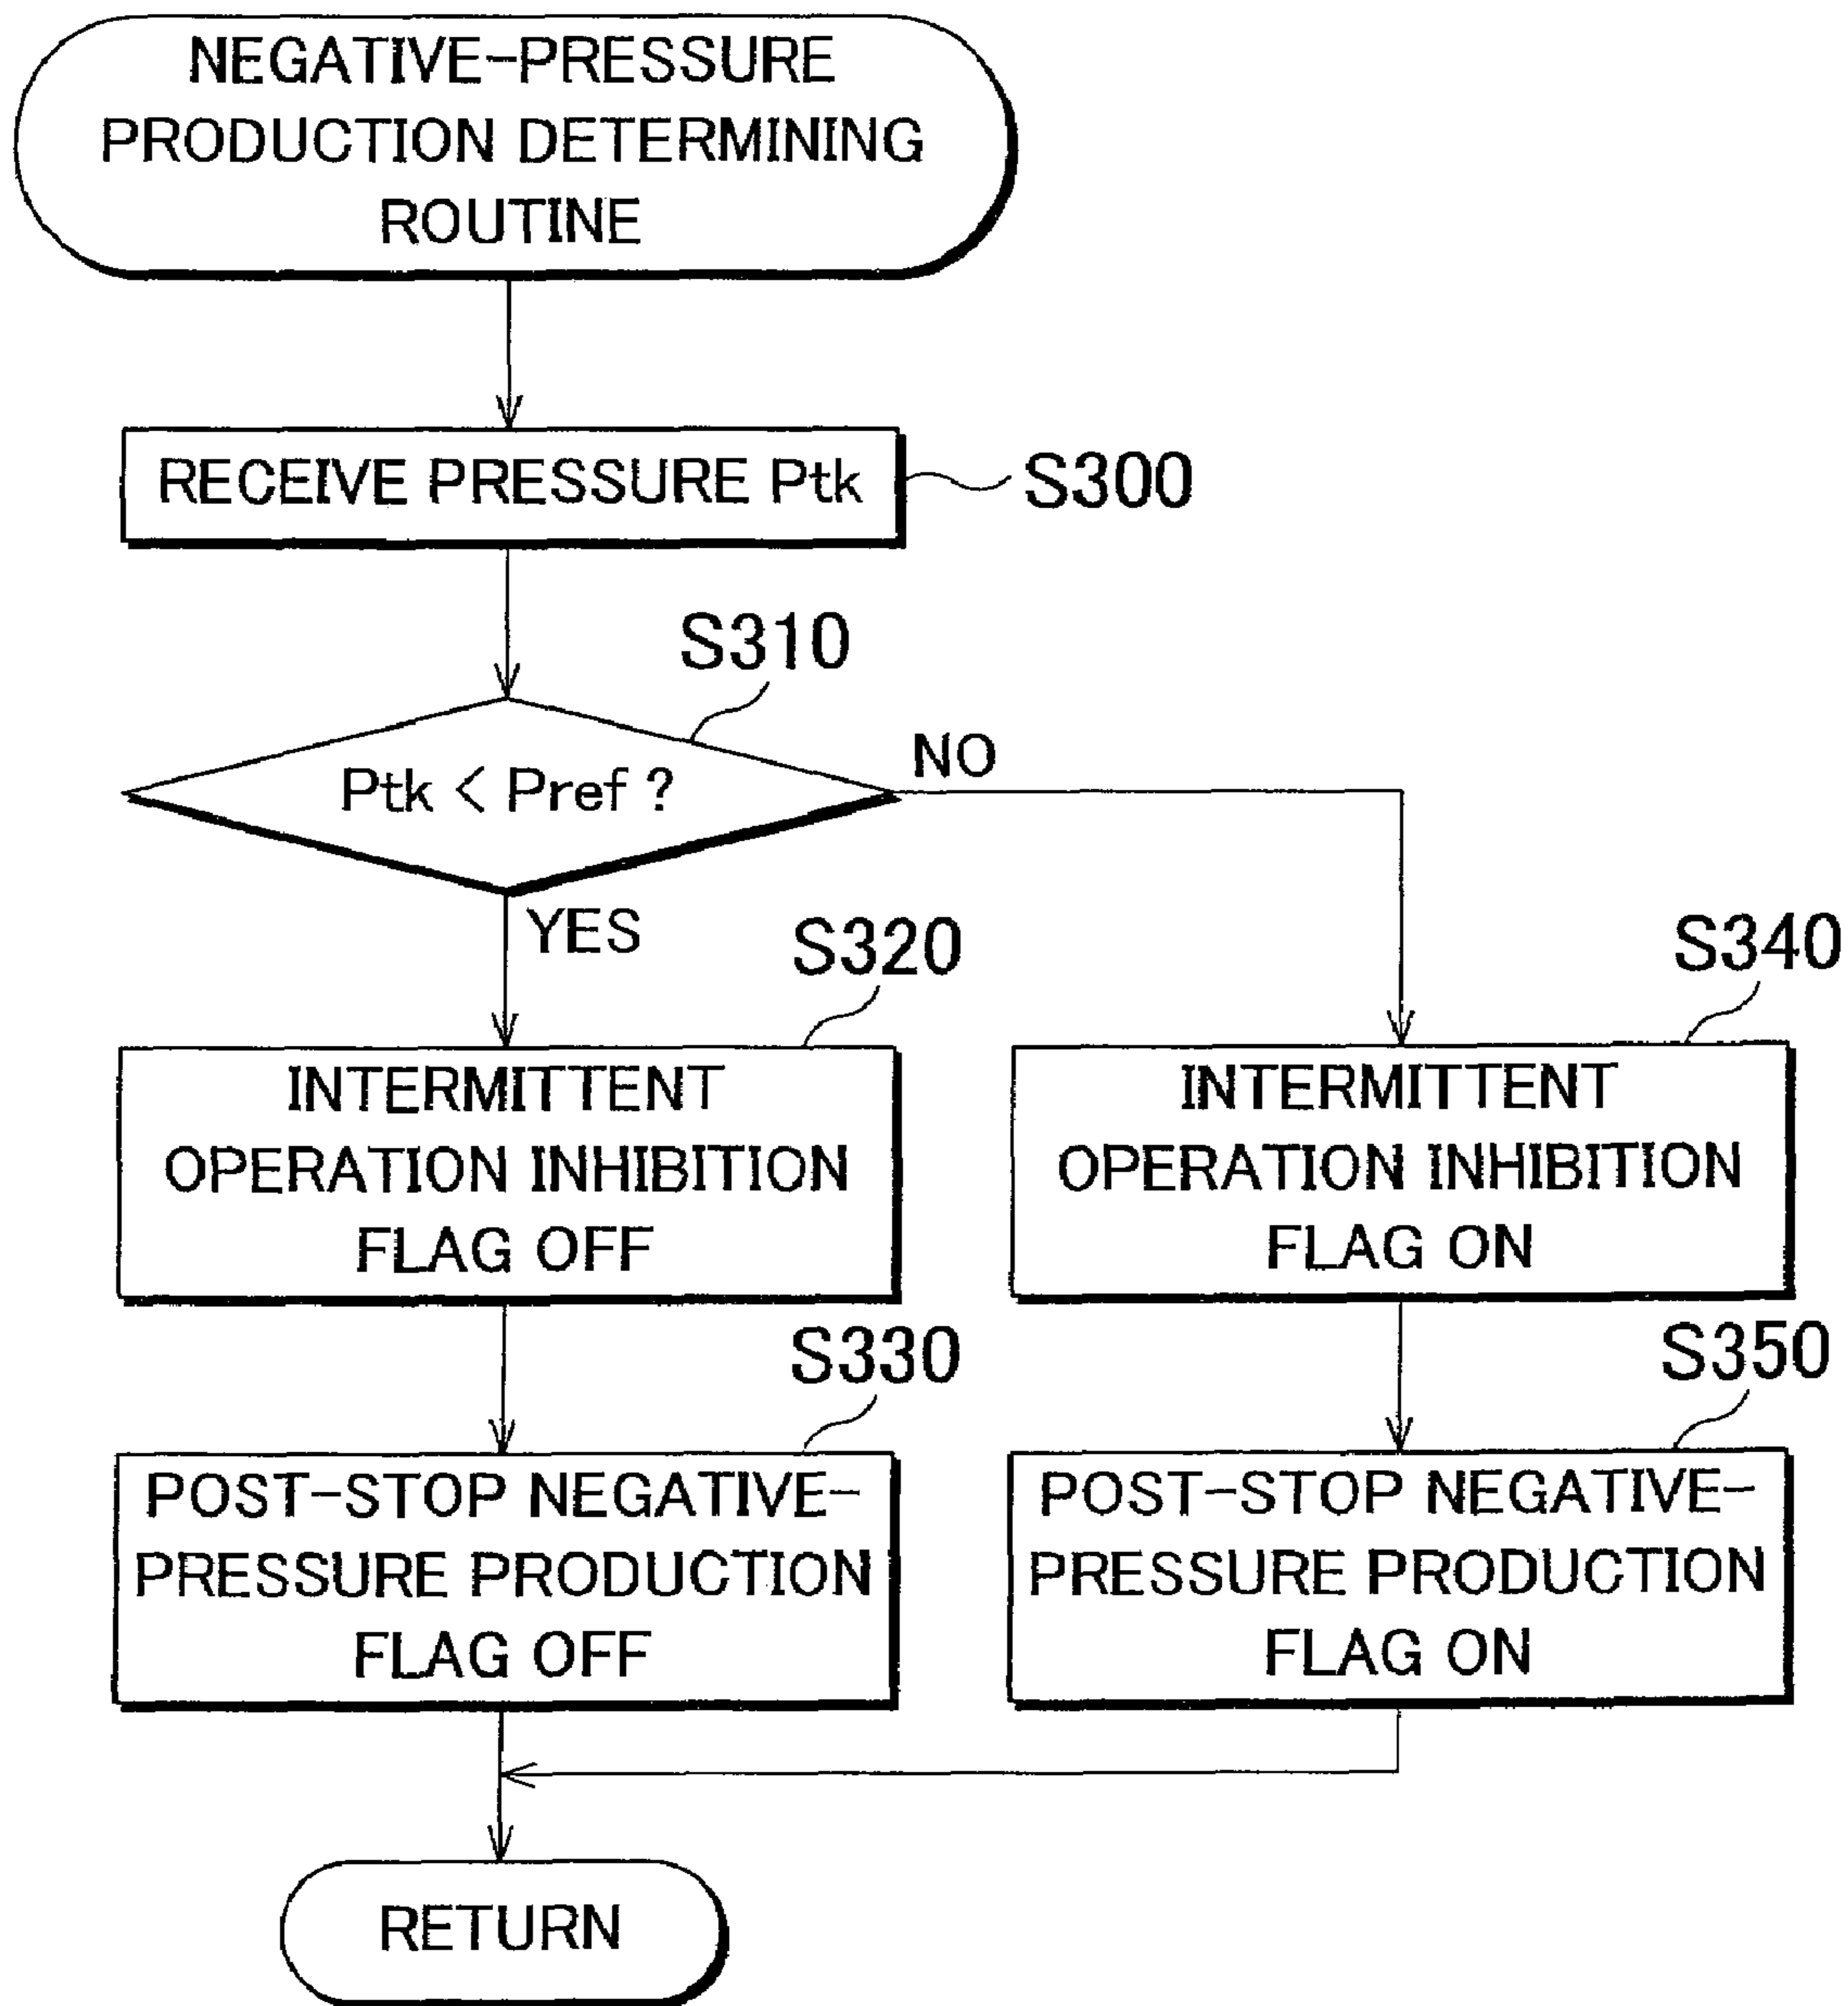 NEGATIVE-PRESSURE
PRODUCTION DETERMINING
ROUTINE
RECEIVE PRESSURE Ptk
S300
S310
Ptk < Pref ?
NO
YES
S320
INTERMITTENT
OPERATION INHIBITION
FLAG OFF
S340
INTERMITTENT
OPERATION INHIBITION
FLAG ON
S330
POST-STOP NEGATIVE-
PRESSURE PRODUCTION
FLAG OFF
S350
POST-STOP NEGATIVE-
PRESSURE PRODUCTION
FLAG ON
RETURN